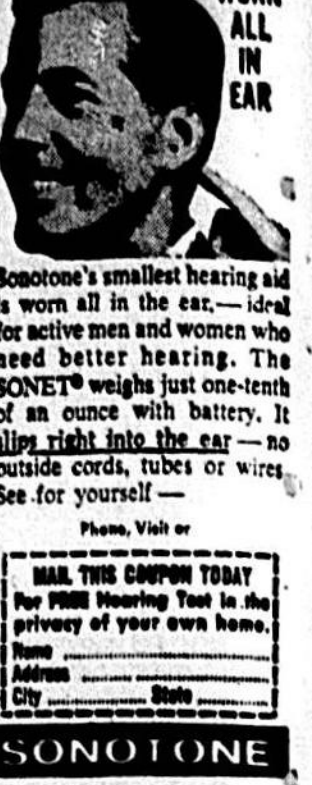 WORN
ALL
IN
EAR
Sonotone's smallest hearing aid
is worn all in the ear,— ideal
for active men and women who
need better hearing. The
SONET® weighs just one-tenth
of an ounce with battery. It
slips right into the ear — no
outside cords, tubes or wires.
See for yourself —
Phone, Visit or
MAIL THIS COUPON TODAY
For FREE Hearing Test in the
privacy of your own home.
Name
Address
City State
SONOTONE